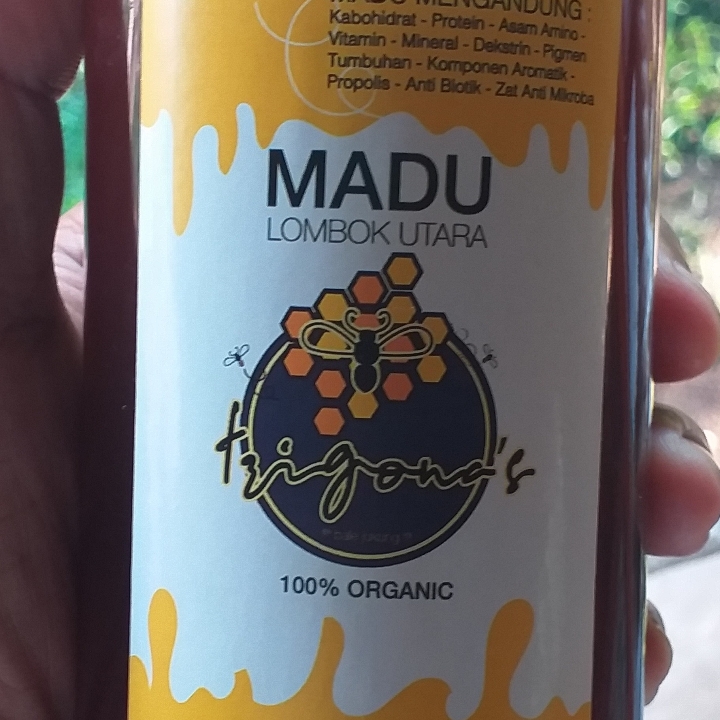 MADU MENGANDUNG :
Kabohidrat - Protein - Asam Amino -
Vitamin - Mineral - Dekstrin - Pigmen
Tumbuhan - Komponen Aromatik -
Propolis - Anti Biotik - Zat Anti Mikroba
MADU
LOMBOK UTARA
trigona's
100% ORGANIC